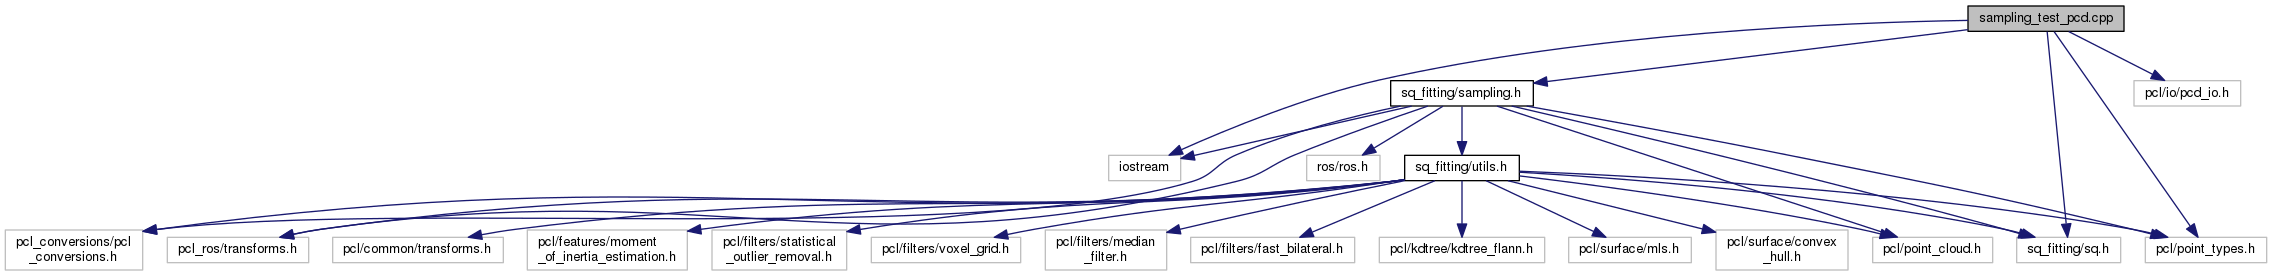 sampling_test_pcd.cpp
sq_fitting/sampling.h
pcl/io/pcd_io.h
iostream
ros/ros.h
sq_fitting/utils.h
pcl_conversions/pcl
_conversions.h
pcl_ros/transforms.h
pcl/common/transforms.h
pcl/features/moment
_of_inertia_estimation.h
pcl/filters/statistical
_outlier_removal.h
pcl/filters/voxel_grid.h
pcl/filters/median
_filter.h
pcl/filters/fast_bilateral.h
pcl/kdtree/kdtree_flann.h
pcl/surface/mls.h
pcl/surface/convex
_hull.h
pcl/point_cloud.h
sq_fitting/sq.h
pcl/point_types.h